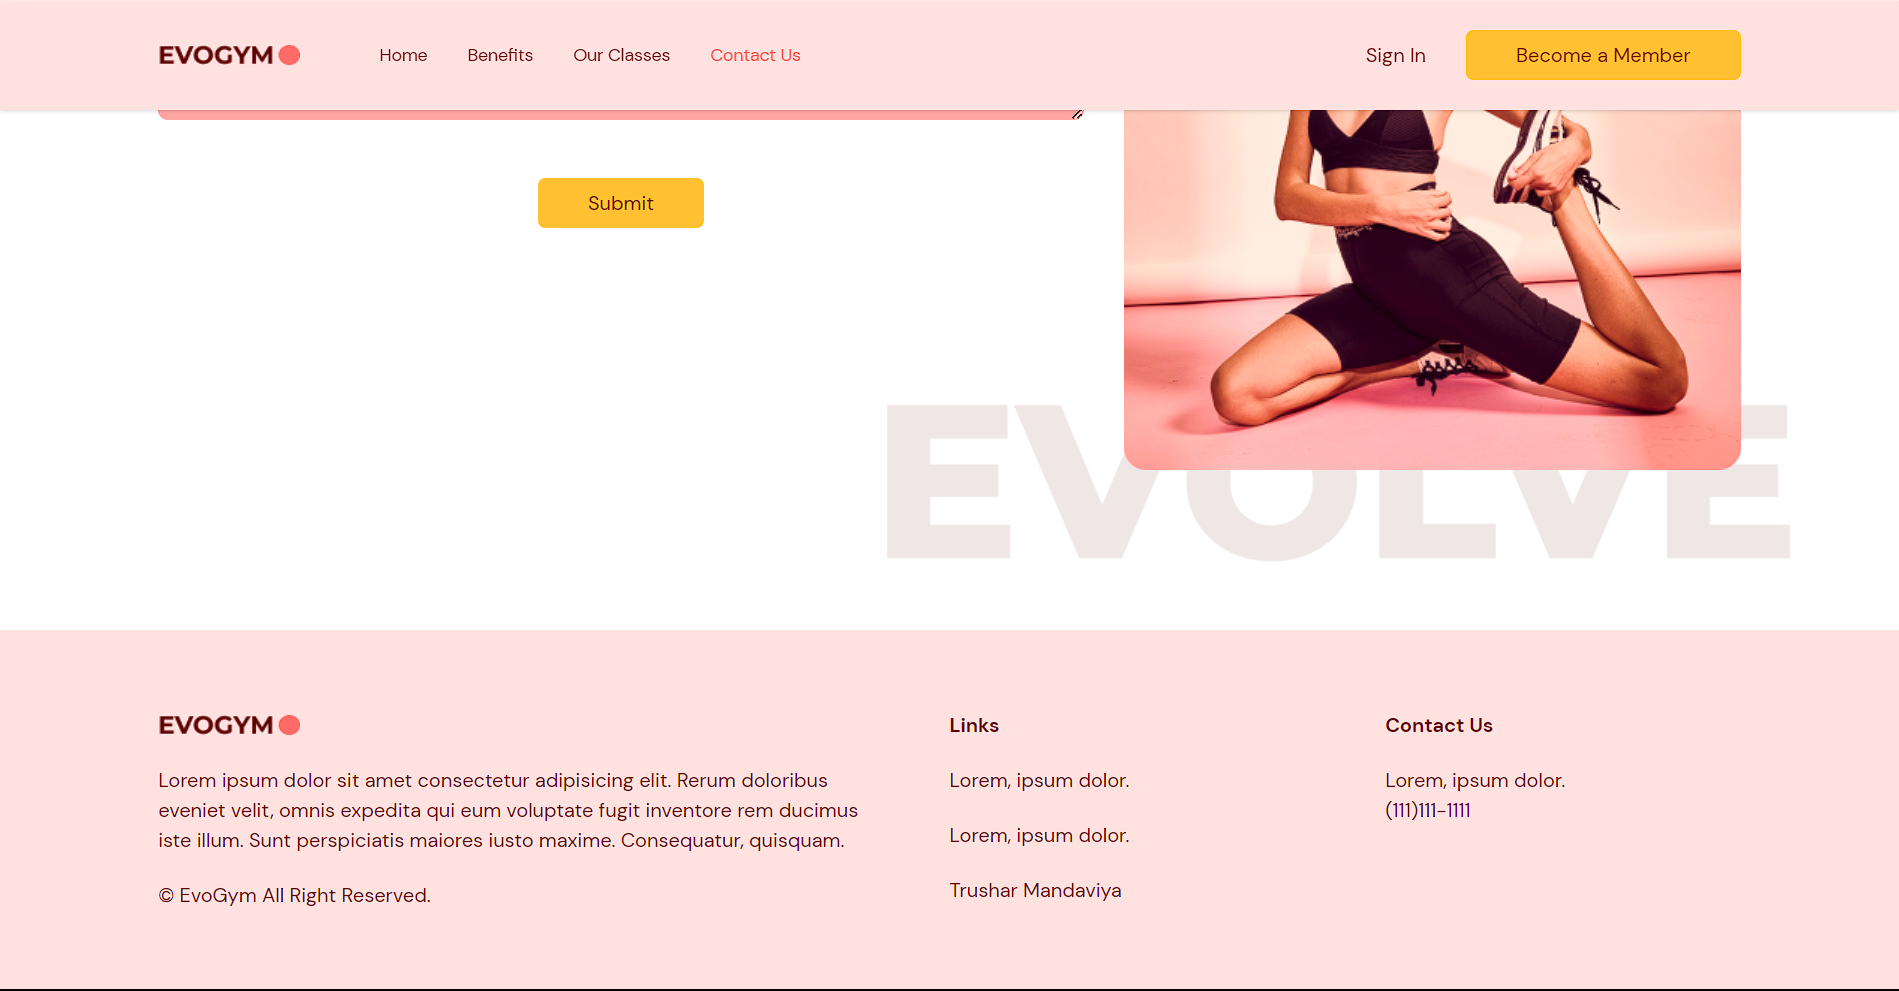 EVOGYM
Home
Benefits
Our Classes
Contact Us
Sign In
Become a Member
Submit
EVOLVE
EVOGYM
Lorem ipsum dolor sit amet consectetur adipisicing elit. Rerum doloribus
eveniet velit, omnis expedita qui eum voluptate fugit inventore rem ducimus
iste illum. Sunt perspiciatis maiores iusto maxime. Consequatur, quisquam.
© EvoGym All Right Reserved.
Links
Lorem, ipsum dolor.
Lorem, ipsum dolor.
Trushar Mandaviya
Contact Us
Lorem, ipsum dolor.
(111)111-1111